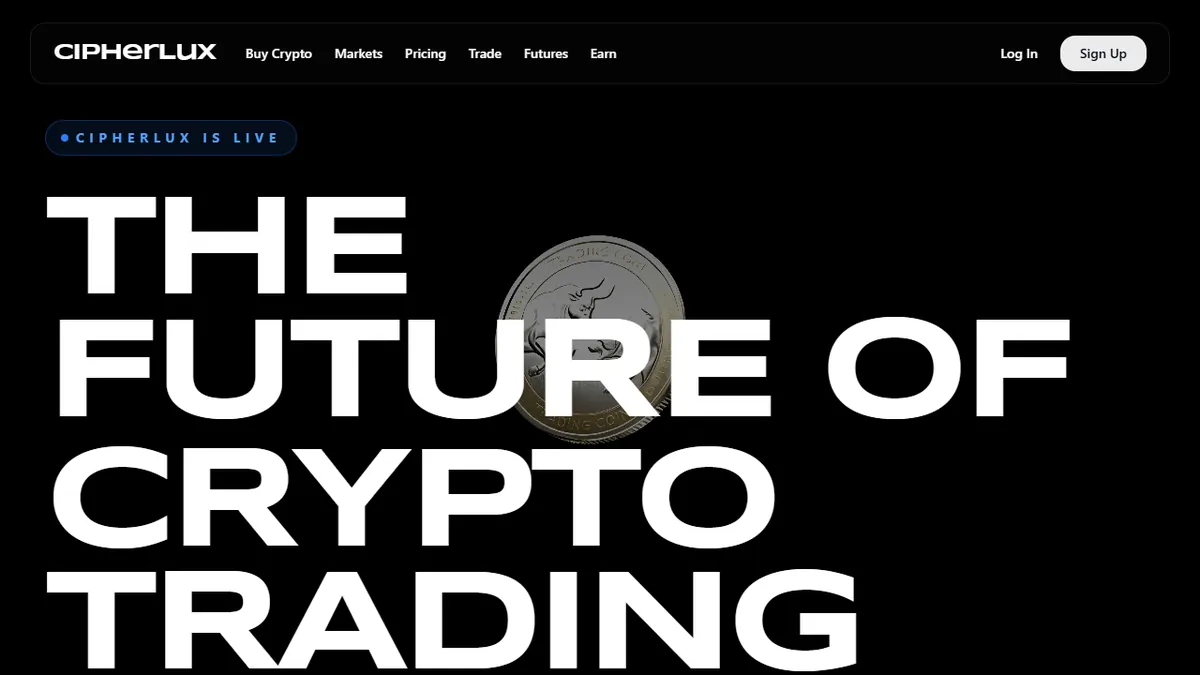 CIPHERLUX
Buy Crypto
Markets
Pricing
Trade
Futures
Earn
Log In
Sign Up
CIPHERLUX IS LIVE
THE
FUTURE OF
CRYPTO
TRADING